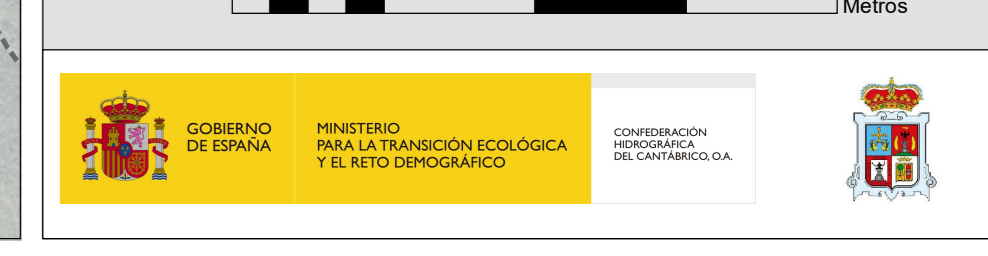 Metros
GOBIERNO
DE ESPAÑA
MINISTERIO
PARA LA TRANSICIÓN ECOLÓGICA
Y EL RETO DEMOGRÁFICO
CONFEDERACIÓN
HIDROGRÁFICA
DEL CANTÁBRICO, O.A.